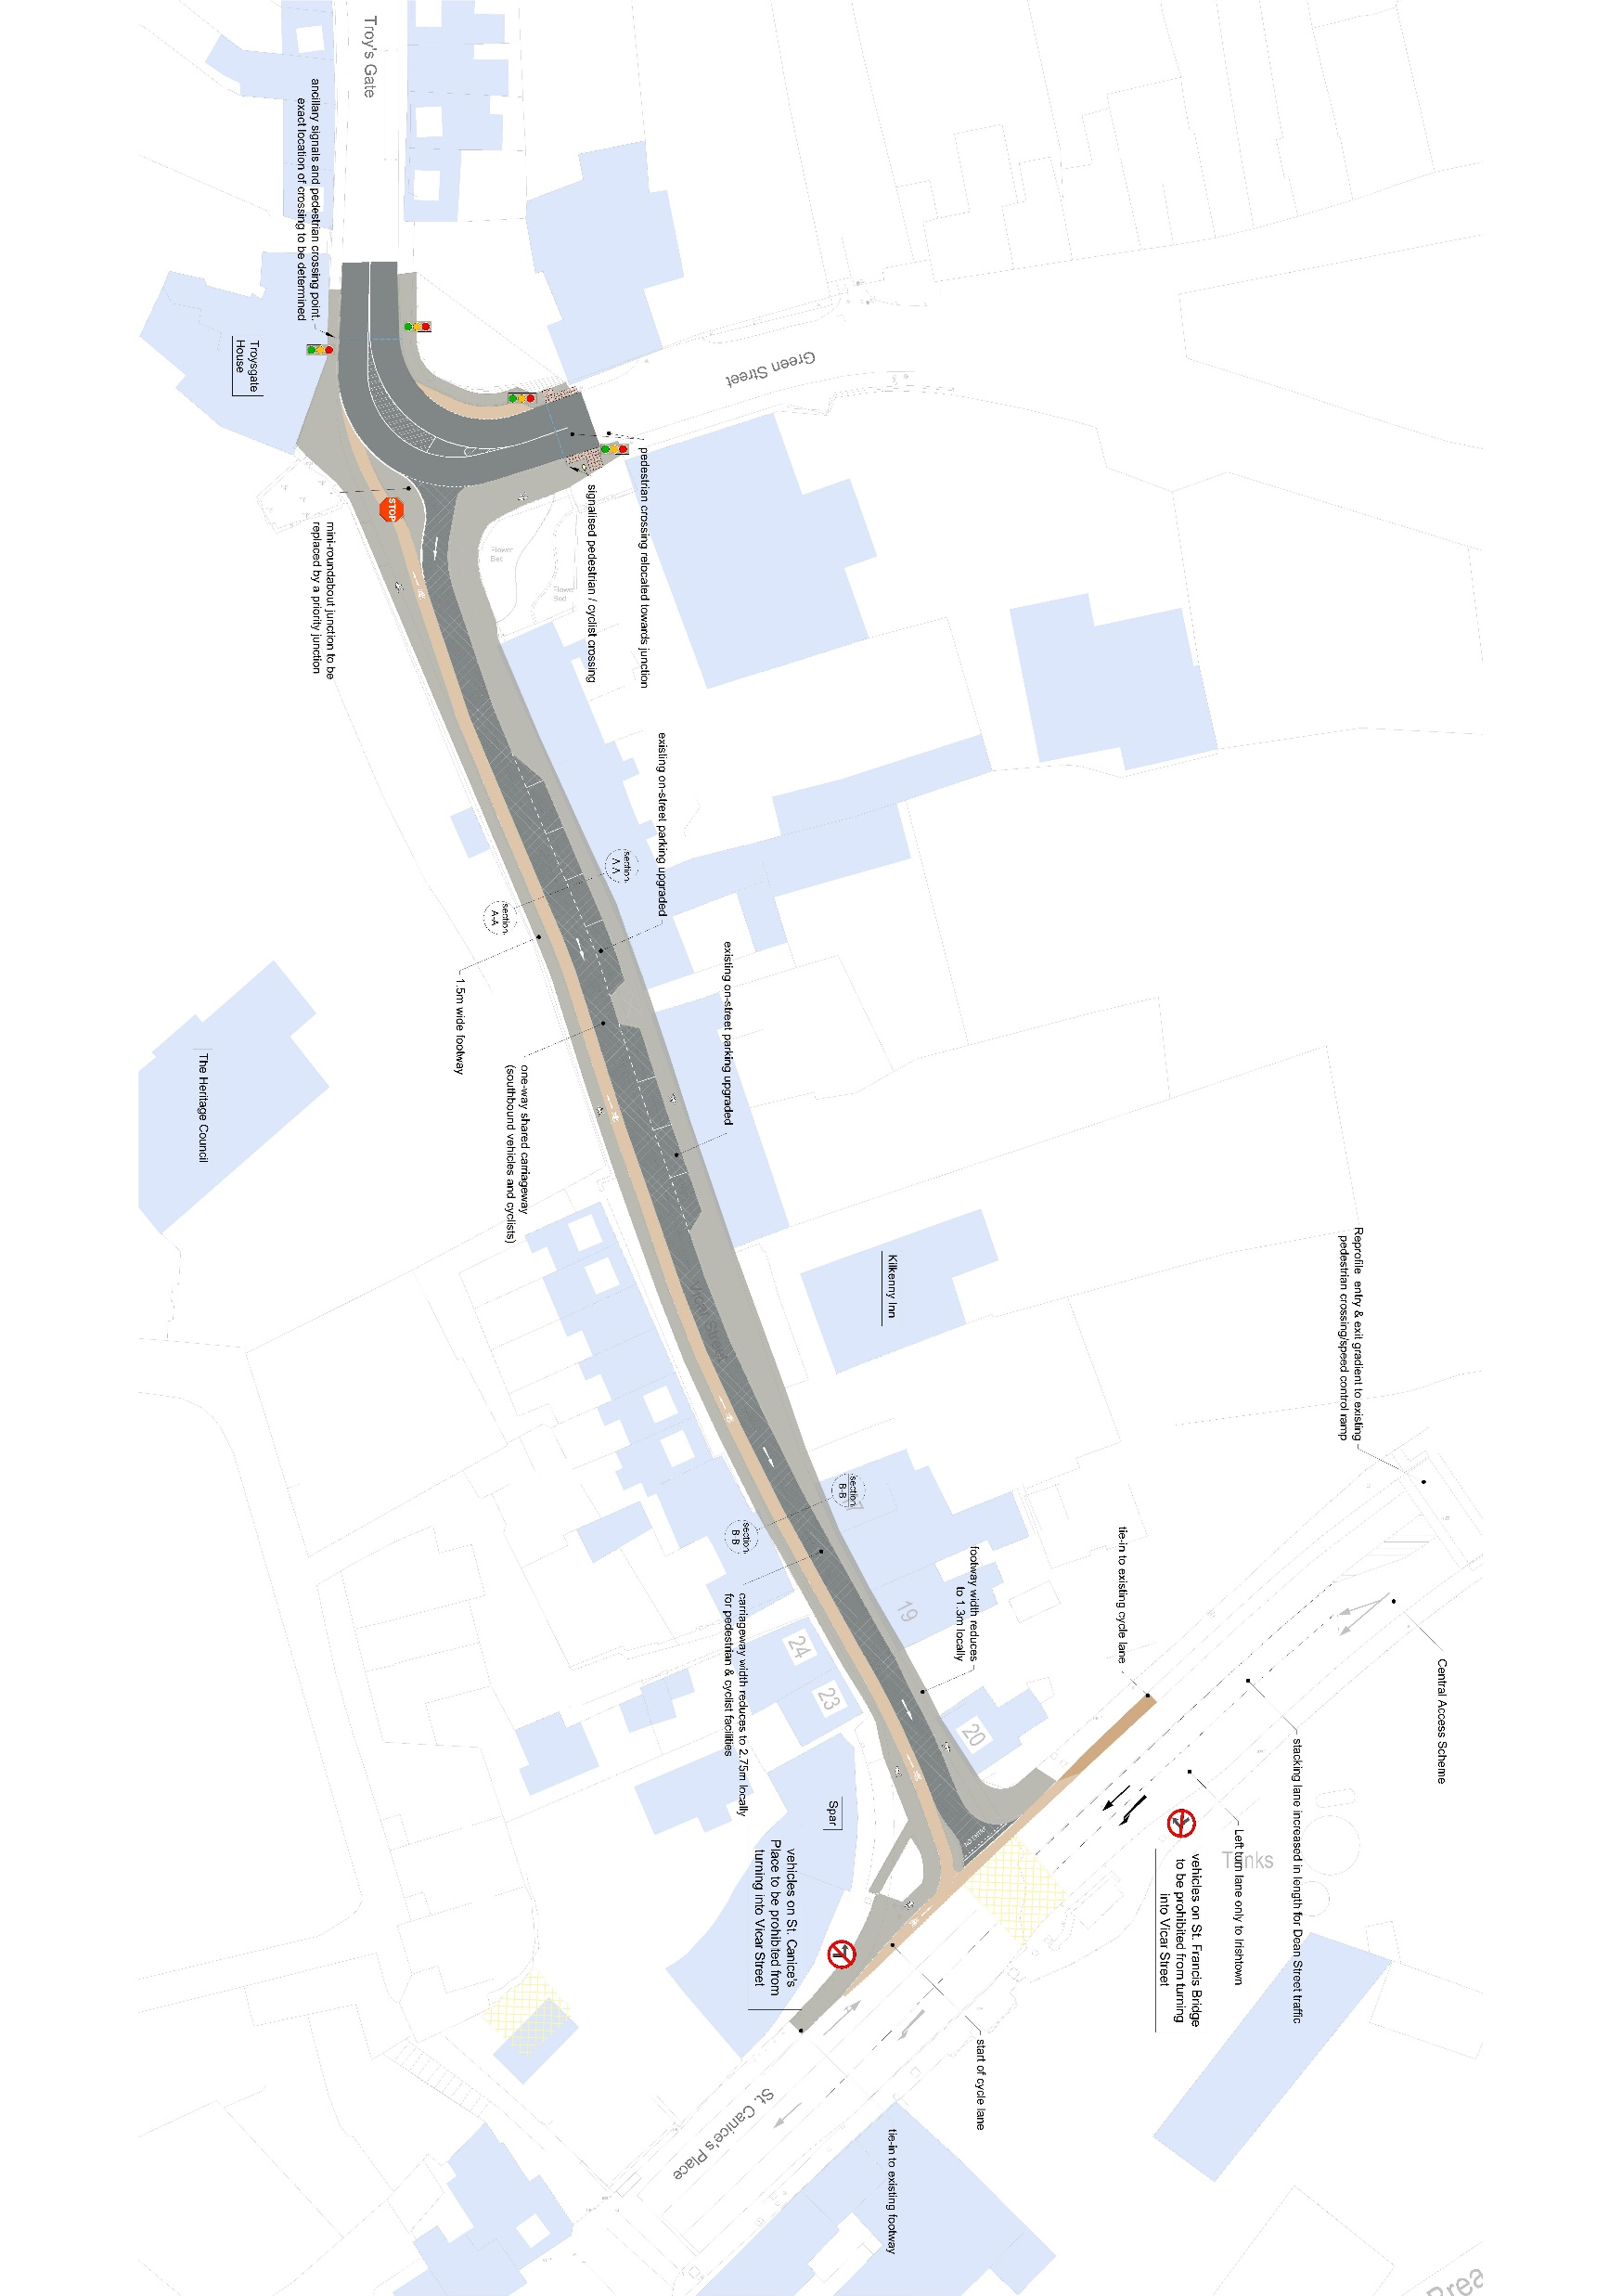 Troy's Gate
ancillary signals and pedestrian crossing point.
exact location of crossing to be determined
Troysgate
House
Green Street
pedestrian crossing relocated towards junction
signalised pedestrian / cyclist crossing
STOP
mini-roundabout junction to be
replaced by a priority junction
Flower
Bed
Flower
Bed
existing on-street parking upgraded
section
A-A
section
A-A
1.5m wide footway
existing on-street parking upgraded
one-way shared carriageway
(southbound vehicles and cyclists)
The Heritage Council
Kilkenny Inn
Vicar Street
Reprofile entry & exit gradient to existing
pedestrian crossing/speed control ramp
section
B-B
section
B-B
17
19
footway width reduces
to 1.3m locally
tie-in to existing cycle lane
Central Access Scheme
carriageway width reduces to 2.75m locally
for pedestrian & cyclist facilities
24
23
20
stacking lane increased in length for Dean Street traffic
Left turn lane only to Irishtown
Tanks
vehicles on St. Francis Bridge
to be prohibited from turning
into Vicar Street
Spar
NO ENTRY
vehicles on St. Canice's
Place to be prohibited from
turning into Vicar Street
start of cycle lane
St. Canice's Place
tie-in to existing footway
Brea